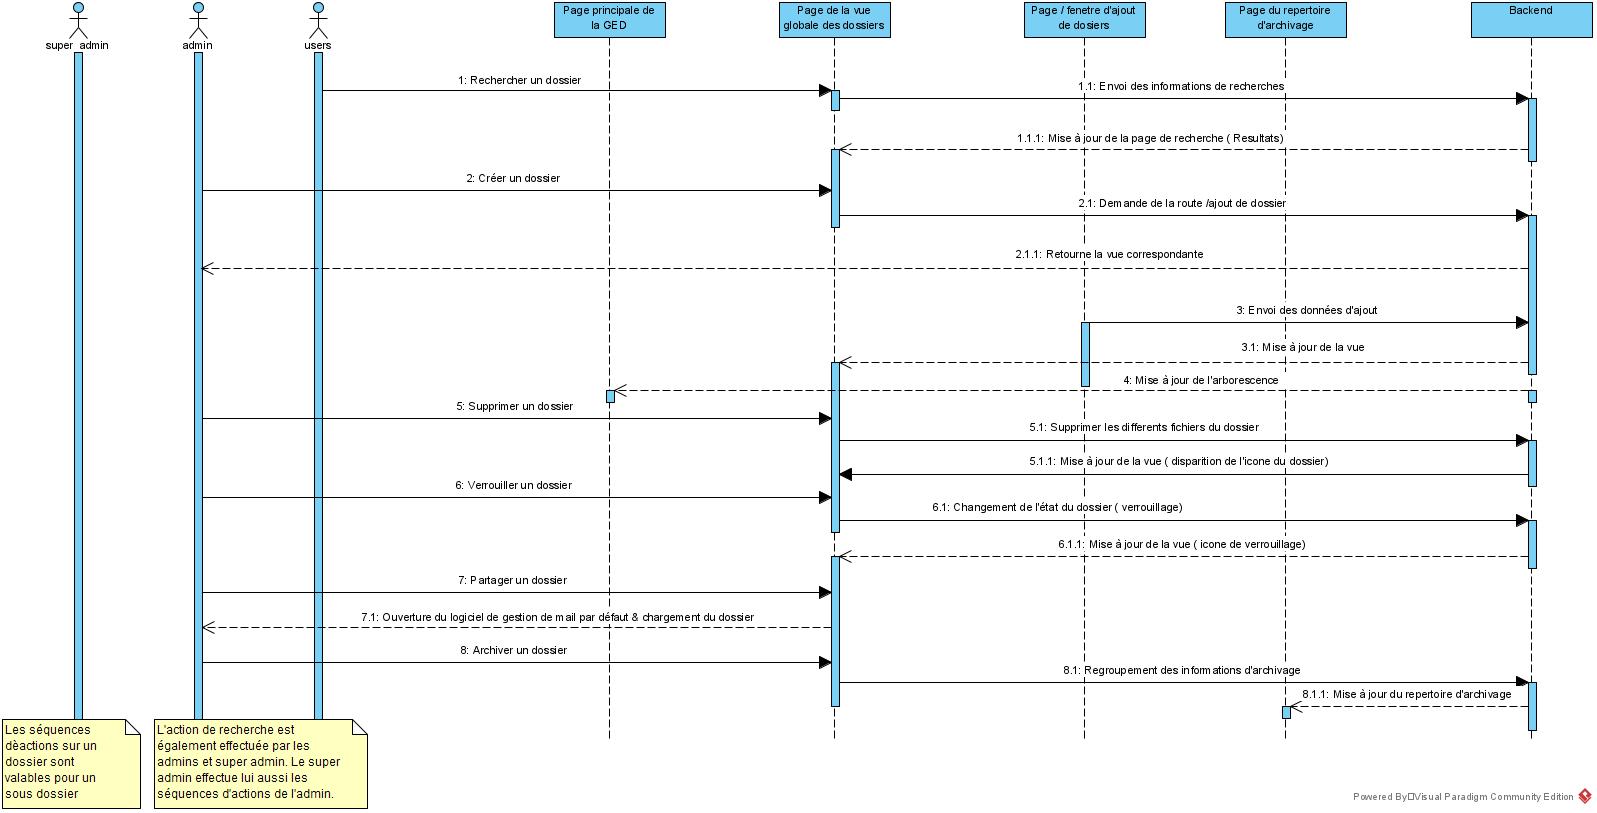 super_admin
admin
users
Page principale de
la GED
Page de la vue
globale des dossiers
Page / fenetre d'ajout
de dosiers
Page du repertoire
d'archivage
Backend
1: Rechercher un dossier
1.1: Envoi des informations de recherches
1.1.1: Mise à jour de la page de recherche ( Resultats)
2: Créer un dossier
2.1: Demande de la route /ajout de dossier
2.1.1: Retourne la vue correspondante
3: Envoi des données d'ajout
3.1: Mise à jour de la vue
4: Mise à jour de l'arborescence
5: Supprimer un dossier
5.1: Supprimer les differents fichiers du dossier
5.1.1: Mise à jour de la vue ( disparition de l'icone du dossier)
6: Verrouiller un dossier
6.1: Changement de l'état du dossier ( verrouillage)
6.1.1: Mise à jour de la vue ( icone de verrouillage)
7: Partager un dossier
7.1: Ouverture du logiciel de gestion de mail par défaut & chargement du dossier
8: Archiver un dossier
8.1: Regroupement des informations d'archivage
8.1.1: Mise à jour du repertoire d'archivage
Les séquences
dèactions sur un
dossier sont
valables pour un
sous dossier
L'action de recherche est
également effectuée par les
admins et super admin. Le super
admin effectue lui aussi les
séquences d'actions de l'admin.
Powered By Visual Paradigm Community Edition